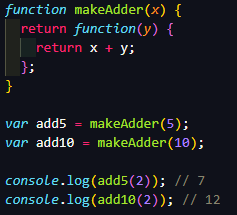 function makeAdder(x) {
  return function(y) {
    return x + y;
  };
}

var add5 = makeAdder(5);
var add10 = makeAdder(10);

console.log(add5(2)); // 7
console.log(add10(2)); // 12